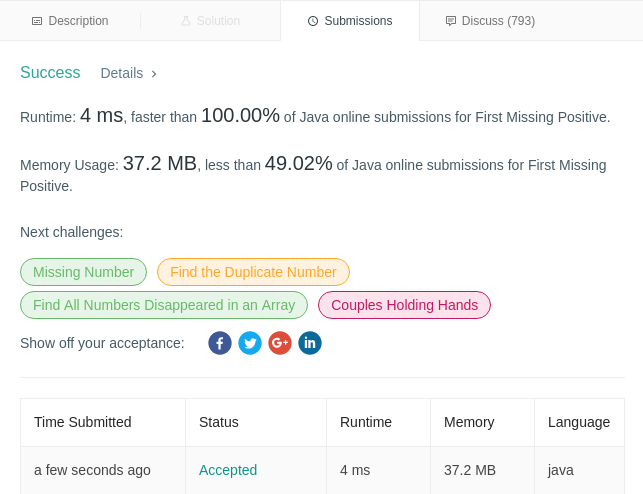 Description Solution Submissions Discuss (793)
Success Details ›
Runtime: 4 ms, faster than 100.00% of Java online submissions for First Missing Positive.
Memory Usage: 37.2 MB, less than 49.02% of Java online submissions for First Missing
Positive.
Next challenges:
Missing Number Find the Duplicate Number
Find All Numbers Disappeared in an Array Couples Holding Hands
Show off your acceptance: f G+ in
Time Submitted Status Runtime Memory Language
a few seconds ago Accepted 4 ms 37.2 MB java